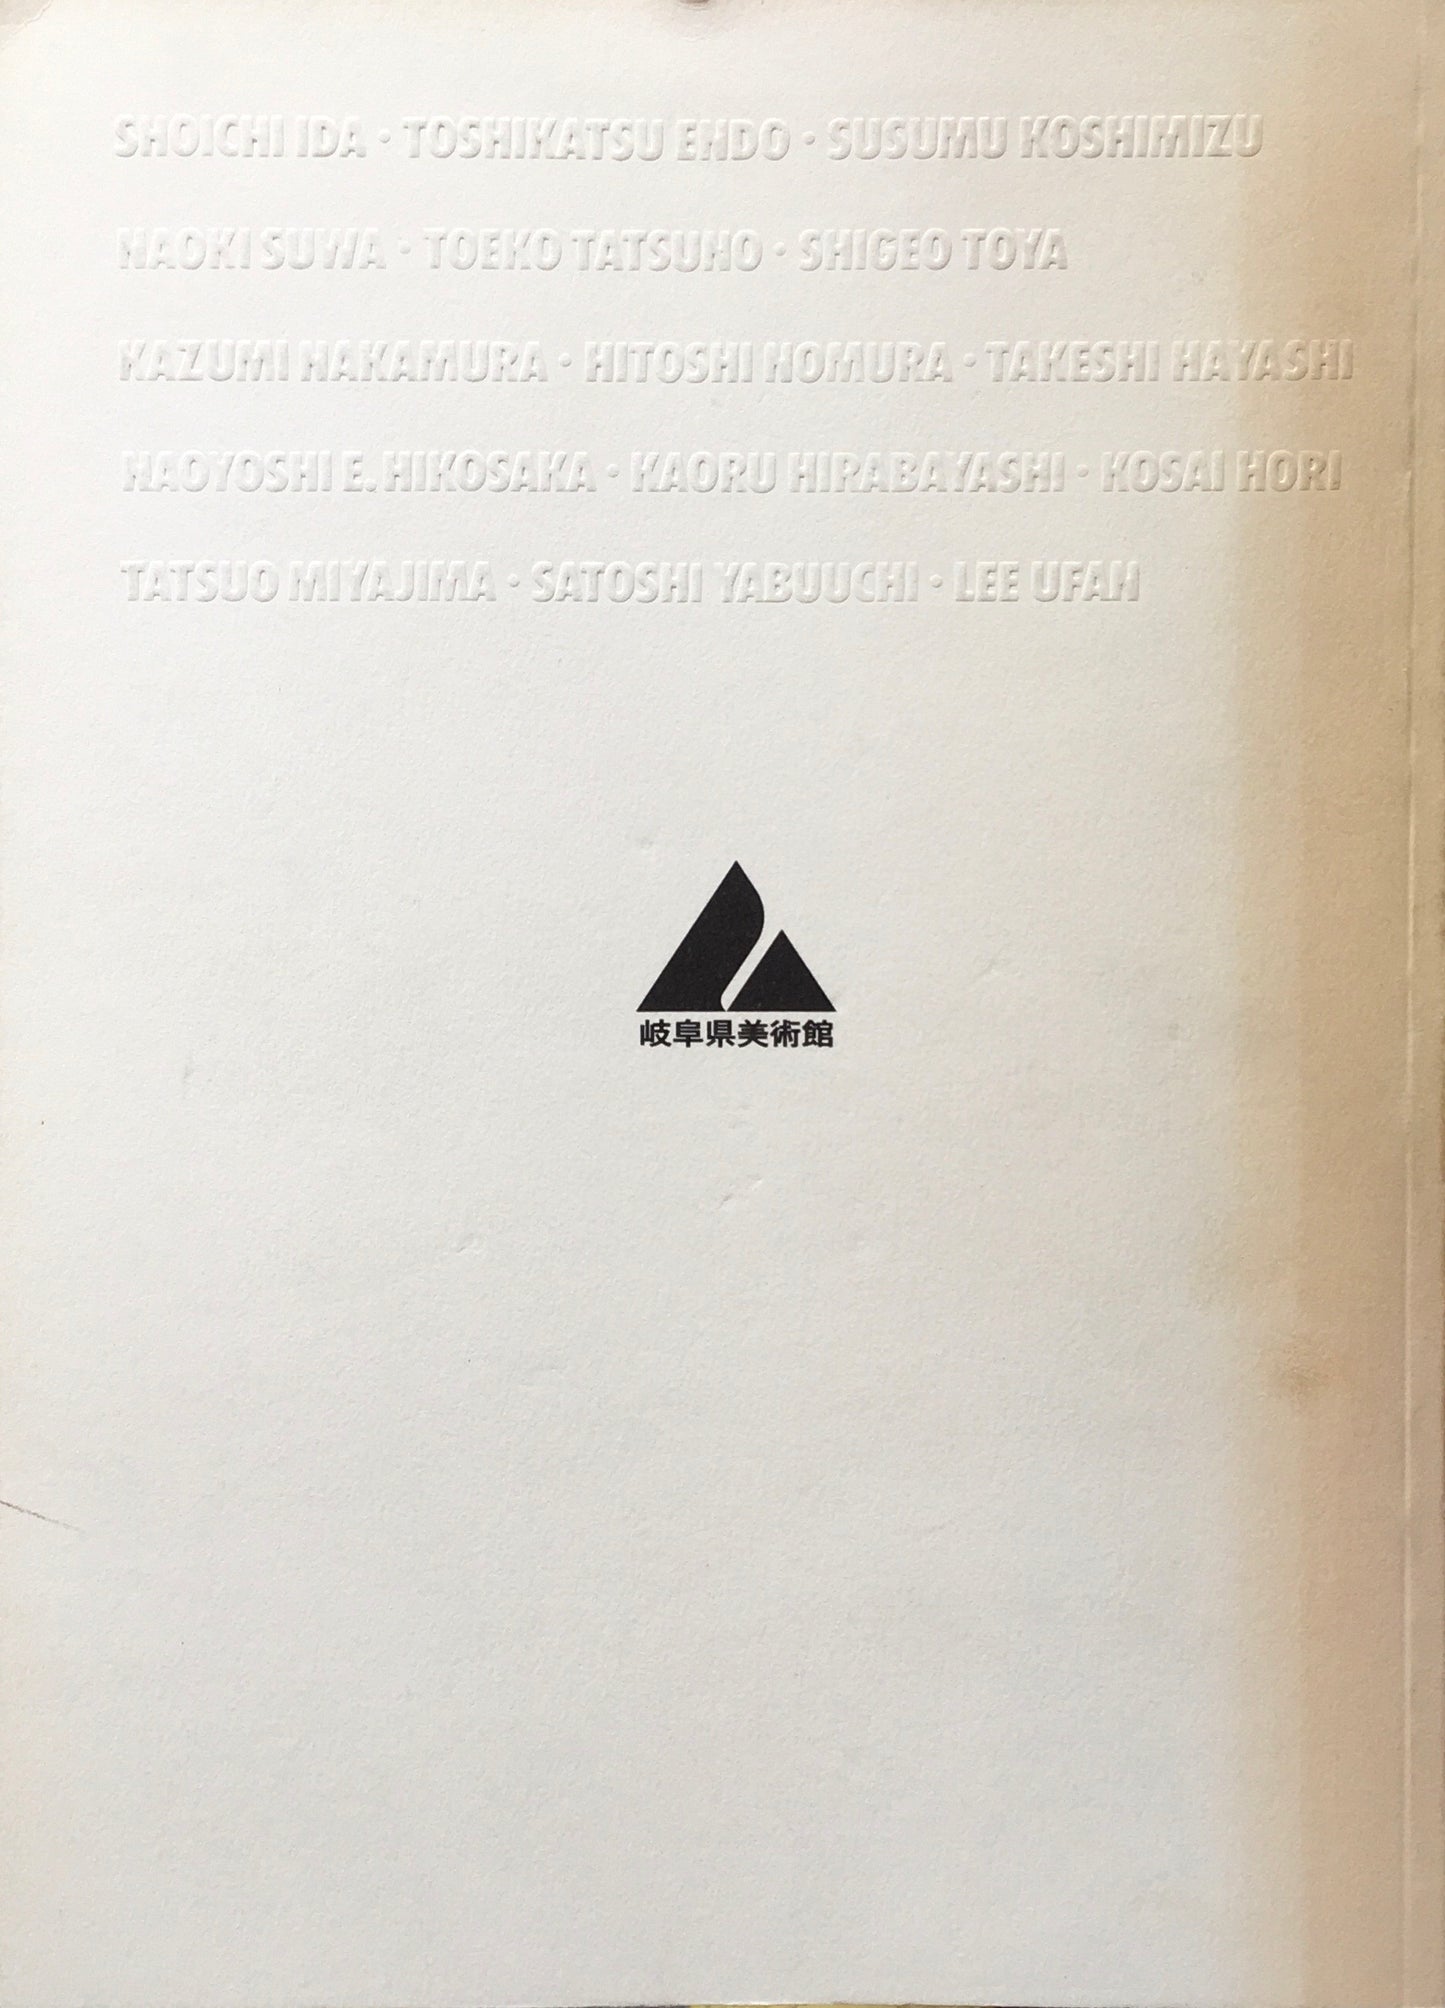 SHOICHI IDA · TOSHIKATSU ENDO · SUSUMU KOSHIMIZU
NAOKI SUWA · TOEKO TATSUNO · SHIGEO TOYA
KAZUMI NAKAMURA · HITOSHI NOMURA · TAKESHI HAYASHI
NAOYOSHI E. HIKOSAKA · KAORU HIRABAYASHI · KOSAI HORI
TATSUO MIYAJIMA · SATOSHI YABUUCHI · LEE UFAN
岐阜県美術館